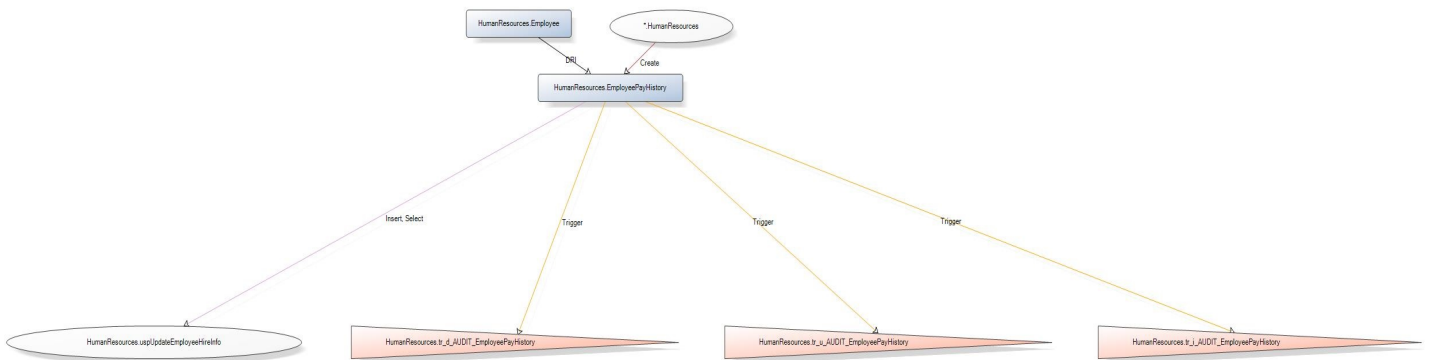 HumanResources.Employee
*.HumanResources
DRI
Create
HumanResources.EmployeePayHistory
Insert, Select
Trigger
Trigger
Trigger
HumanResources.uspUpdateEmployeeHireInfo
HumanResources.tr_d_AUDIT_EmployeePayHistory
HumanResources.tr_u_AUDIT_EmployeePayHistory
HumanResources.tr_i_AUDIT_EmployeePayHistory